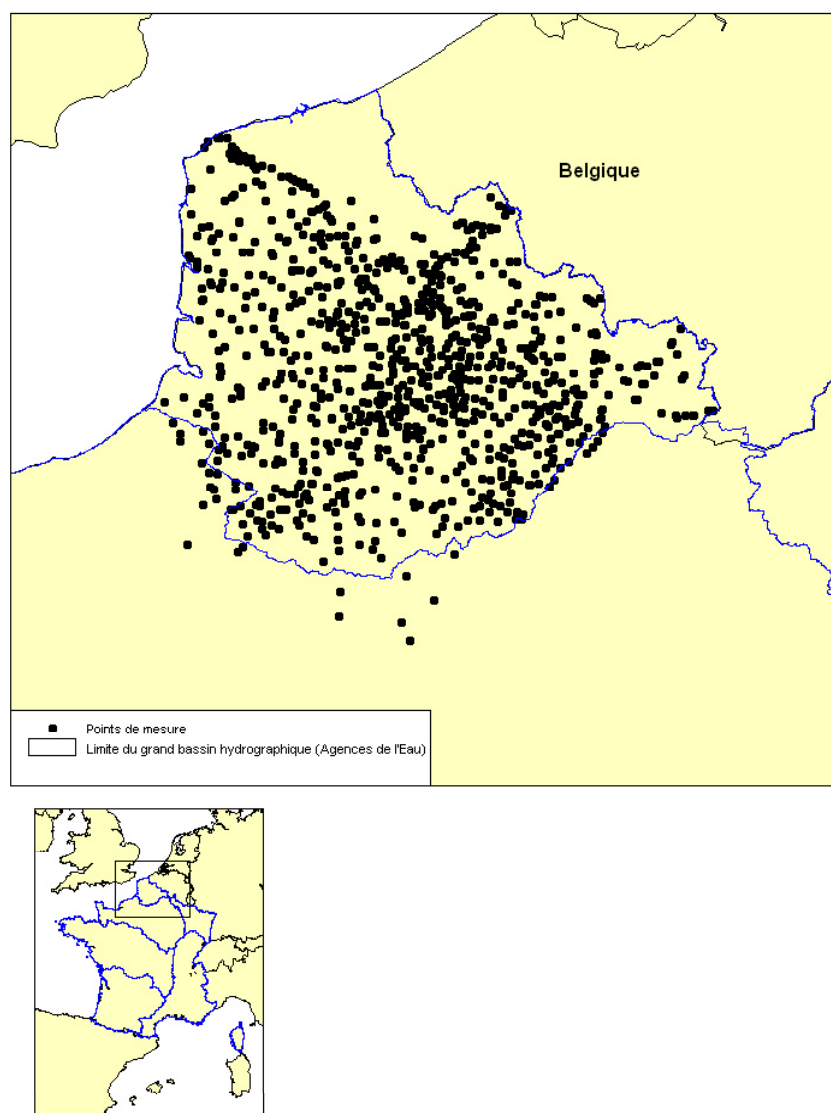 Belgique
Points de mesure
Limite du grand bassin hydrographique (Agences de l'Eau)